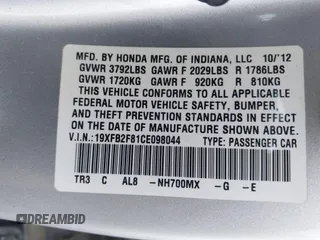 MFD. BY HONDA MFG. OF INDIANA, LLC 10/'12
GVWR 3792LBS GAWR F 2029LBS R 1786LBS
GVWR 1720KG GAWR F 920KG R 810KG
THIS VEHICLE CONFORMS TO ALL APPLICABLE
FEDERAL MOTOR VEHICLE SAFETY, BUMPER,
AND THEFT PREVENTION STANDARDS IN EFFECT
ON THE DATE OF MANUFACTURE SHOWN ABOVE.
V.I.N.:19XFB2F81CE098044 TYPE: PASSENGER CAR
TR3 C AL8 -NH700MX -G -E
DREAMBID
dreambid.com